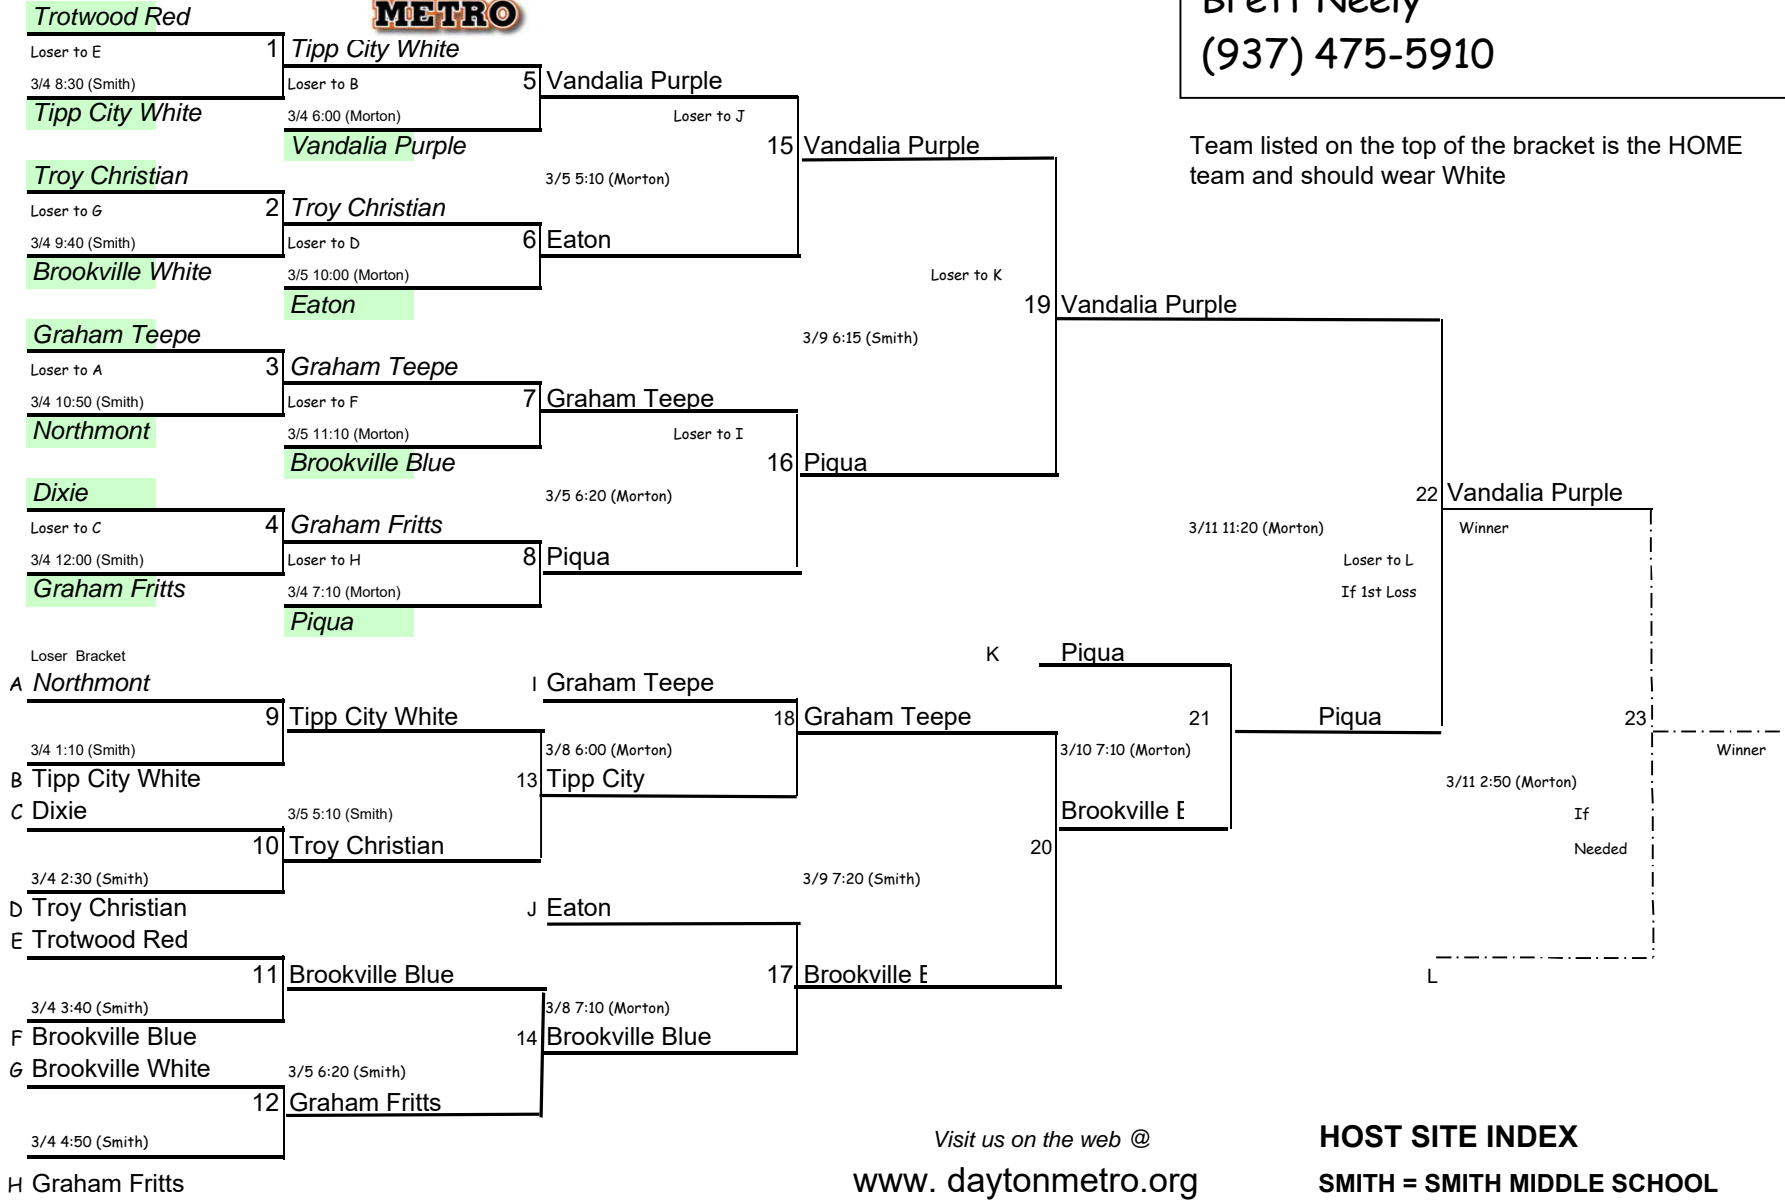 Trotwood Red
METRO
Brett Neely
(937) 475-5910
Loser to E
1
Tipp City White
3/4 8:30 (Smith)
Loser to B
5
Vandalia Purple
Tipp City White
3/4 6:00 (Morton)
Loser to J
Vandalia Purple
15
Vandalia Purple
Team listed on the top of the bracket is the HOME
team and should wear White
Troy Christian
3/5 5:10 (Morton)
Loser to G
2
Troy Christian
3/4 9:40 (Smith)
Loser to D
6
Eaton
Brookville White
3/5 10:00 (Morton)
Loser to K
Eaton
19
Vandalia Purple
Graham Teepe
3/9 6:15 (Smith)
Loser to A
3
Graham Teepe
3/4 10:50 (Smith)
Loser to F
7
Graham Teepe
Northmont
3/5 11:10 (Morton)
Loser to I
Brookville Blue
16
Piqua
Dixie
3/5 6:20 (Morton)
22
Vandalia Purple
Loser to C
4
Graham Fritts
3/11 11:20 (Morton)
Winner
3/4 12:00 (Smith)
Loser to H
8
Piqua
Loser to L
Graham Fritts
3/4 7:10 (Morton)
If 1st Loss
Piqua
Loser Bracket
K
Piqua
A
Northmont
I
Graham Teepe
9
Tipp City White
18
Graham Teepe
21
Piqua
23
3/4 1:10 (Smith)
3/8 6:00 (Morton)
3/10 7:10 (Morton)
Winner
B
Tipp City White
13
Tipp City
3/11 2:50 (Morton)
C
Dixie
3/5 5:10 (Smith)
Brookville
If
10
Troy Christian
20
Needed
3/4 2:30 (Smith)
3/9 7:20 (Smith)
D
Troy Christian
J
Eaton
E
Trotwood Red
11
Brookville Blue
17
Brookville
L
3/4 3:40 (Smith)
3/8 7:10 (Morton)
F
Brookville Blue
14
Brookville Blue
G
Brookville White
3/5 6:20 (Smith)
12
Graham Fritts
3/4 4:50 (Smith)
Visit us on the web @
HOST SITE INDEX
H
Graham Fritts
www. daytonmetro.org
SMITH = SMITH MIDDLE SCHOOL